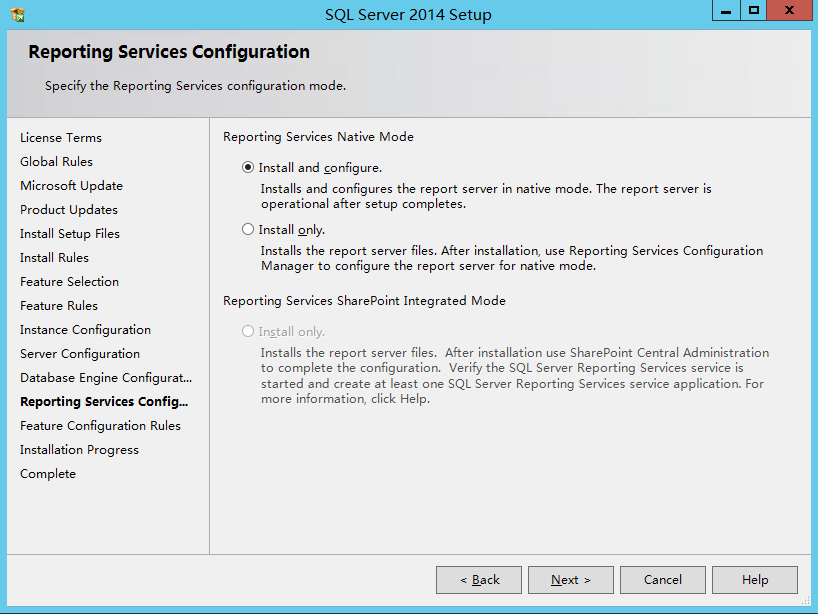 SQL Server 2014 Setup
Reporting Services Configuration
Specify the Reporting Services configuration mode.
License Terms
Global Rules
Microsoft Update
Product Updates
Install Setup Files
Install Rules
Feature Selection
Feature Rules
Instance Configuration
Server Configuration
Database Engine Configurat...
Reporting Services Config...
Feature Configuration Rules
Installation Progress
Complete
Reporting Services Native Mode
Install and configure.
Installs and configures the report server in native mode. The report server is
operational after setup completes.
Install only.
Installs the report server files. After installation, use Reporting Services Configuration
Manager to configure the report server for native mode.
Reporting Services SharePoint Integrated Mode
Install only.
Installs the report server files.  After installation use SharePoint Central Administration
to complete the configuration.  Verify the SQL Server Reporting Services service is
started and create at least one SQL Server Reporting Services service application. For
more information, click Help.
< Back
Next >
Cancel
Help